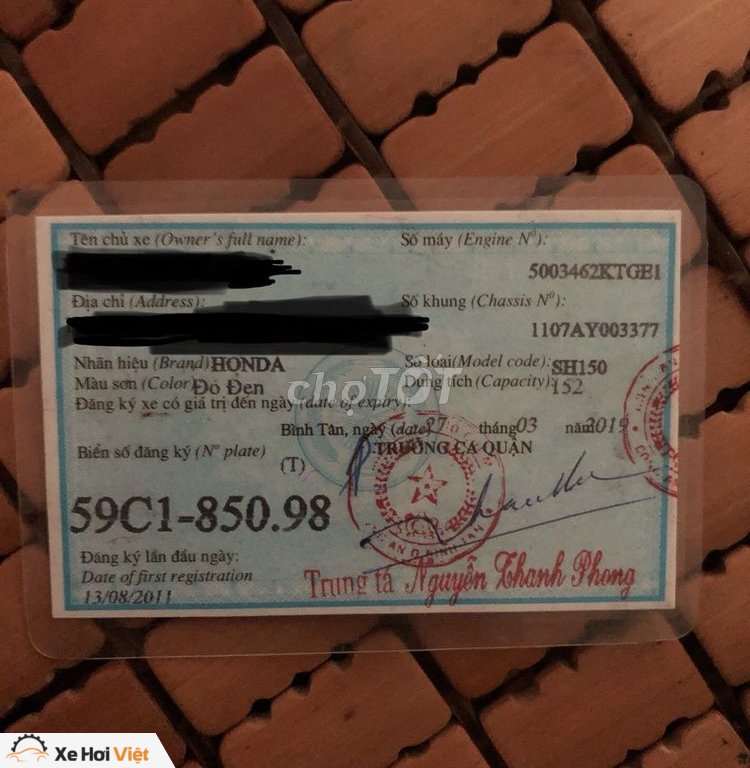 Tên chủ xe (Owner's full name):
Số máy (Engine Nº):
5003462KTGE1
Địa chỉ (Address):
Số khung (Chassis Nº):
1107AY003377
Nhãn hiệu (Brand) HONDA
Số loại (Model code): SH150
Màu sơn (Color) Đỏ Đen
Dung tích (Capacity): 152
Đăng ký xe có giá trị đến ngày (date of expiry):
chợTỐT
Bình Tân, ngày (date) 27 tháng 03 năm 2019
TRƯỞNG CA QUẬN
Biển số đăng ký (Nº plate)
(T)
59C1-850.98
Đăng ký lần đầu ngày:
Date of first registration
13/08/2011
Trung tá Nguyễn Thanh Phong
Xe Hơi Việt